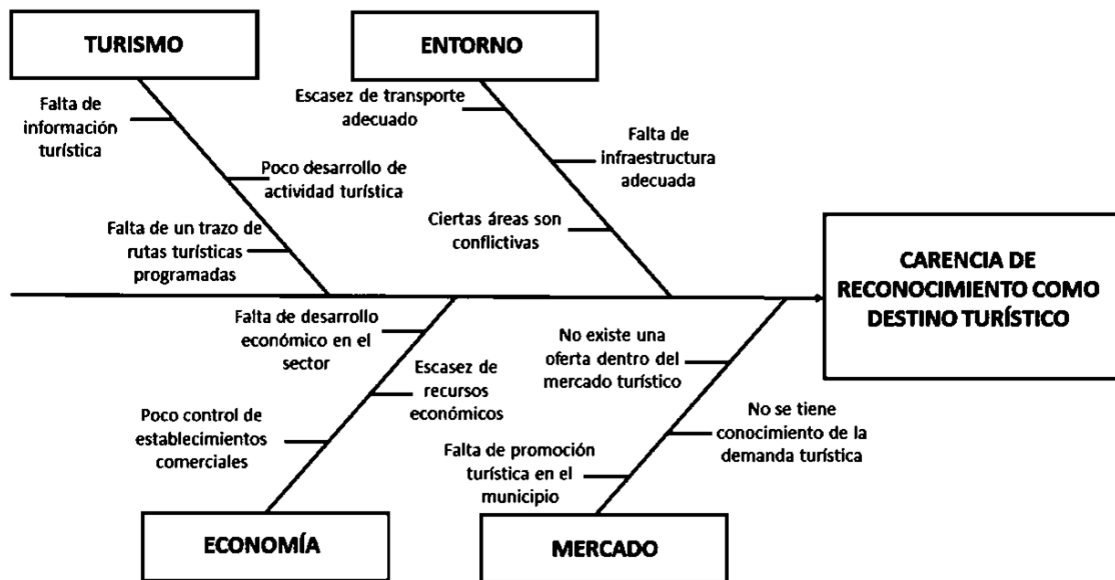 TURISMO
ENTORNO
Falta de
información
turística
Poco desarrollo de
actividad turística
Falta de un trazo de
rutas turísticas
programadas
Escasez de transporte
adecuado
Falta de
infraestructura
adecuada
Ciertas áreas son
conflictivas
CARENCIA DE
RECONOCIMIENTO COMO
DESTINO TURÍSTICO
Falta de desarrollo
económico en el
sector
Escasez de
recursos
económicos
Poco control de
establecimientos
comerciales
No existe una
oferta dentro del
mercado turístico
No se tiene
conocimiento de la
demanda turística
Falta de promoción
turística en el
municipio
ECONOMÍA
MERCADO